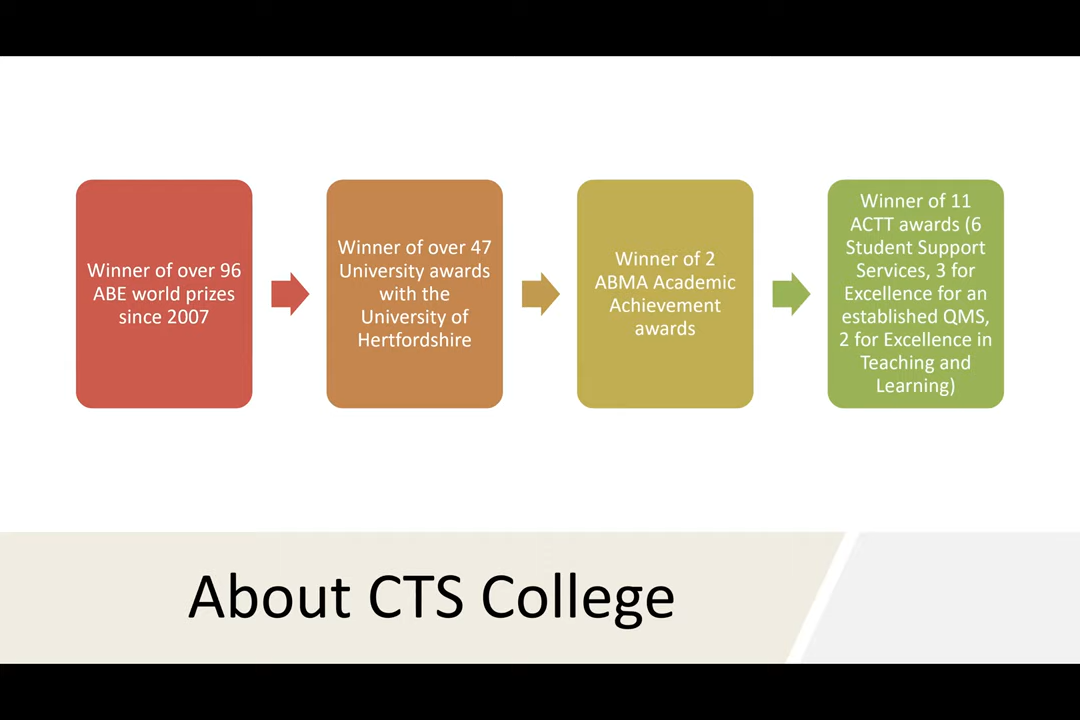 Winner of over 96
ABE world prizes
since 2007
Winner of over 47
University awards
with the
University of
Hertfordshire
Winner of 2
ABMA Academic
Achievement
awards
Winner of 11
ACTT awards (6
Student Support
Services, 3 for
Excellence for an
established QMS,
2 for Excellence in
Teaching and
Learning)
About CTS College